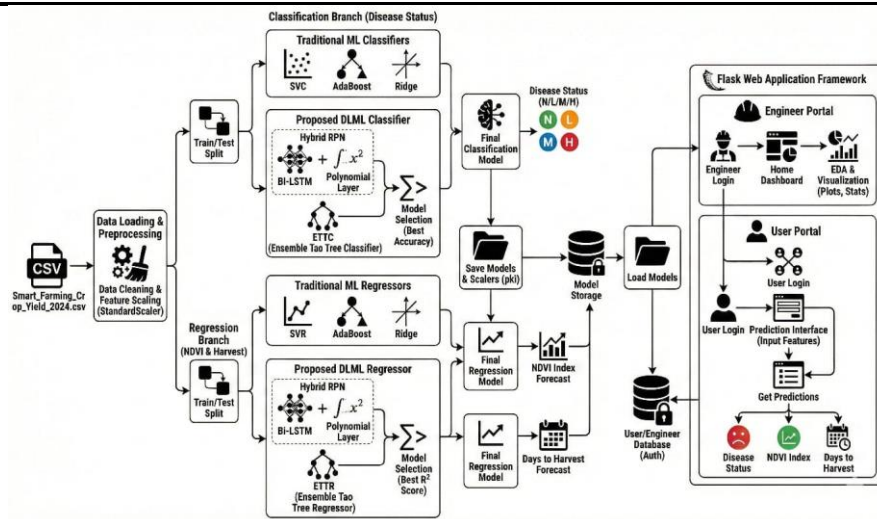 Classification Branch (Disease Status)
Traditional ML Classifiers
SVC
AdaBoost
Ridge
Train/Test
Split
Proposed DLML Classifier
Hybrid RPN
Bi-LSTM
+
∫ x²
Polynomial
Layer
ETTC
(Ensemble Tao Tree Classifier)
Model
Selection (Best
Accuracy)
Final
Classification
Model
Disease Status
(N/L/M/H)
N
L
M
H
CSV
Smart_Farming_Cr
op_Yield_2024.csv
Data Loading &
Preprocessing
Data Cleaning &
Feature Scaling
(StandardScaler)
Regression
Branch
(NDVI & Harvest)
Train/Test
Split
Traditional ML Regressors
SVR
AdaBoost
Ridge
Proposed DLML Regressor
Hybrid RPN
Bi-LSTM
+
∫ x²
Polynomial
Layer
ETTR
(Ensemble Tao
Tree Regressor)
Model
Selection
(Best R²
Score)
Save Models
& Scalers (pki)
Model
Storage
Load Models
Final
Regression
Model
NDVI Index
Forecast
Final
Regression
Model
Days to Harvest
Forecast
Flask Web Application Framework
Engineer Portal
Engineer
Login
Home
Dashboard
EDA &
Visualization
(Plots, Stats)
User Portal
User Login
User Login
Prediction Interface
(Input Features)
Get Predictions
Disease
Status
NDVI Index
Days to
Harvest
User/Engineer
Database
(Auth)